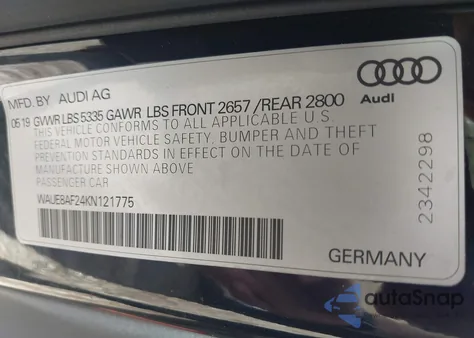 MFD. BY AUDI AG
05 19 GVWR LBS 5335 GAWR LBS FRONT 2657 /REAR 2800
THIS VEHICLE CONFORMS TO ALL APPLICABLE U.S.
FEDERAL MOTOR VEHICLE SAFETY, BUMPER AND THEFT
PREVENTION STANDARDS IN EFFECT ON THE DATE OF
MANUFACTURE SHOWN ABOVE
PASSENGER CAR
WAUE8AF24KN121775
Audi
2342298
GERMANY
autoSnap